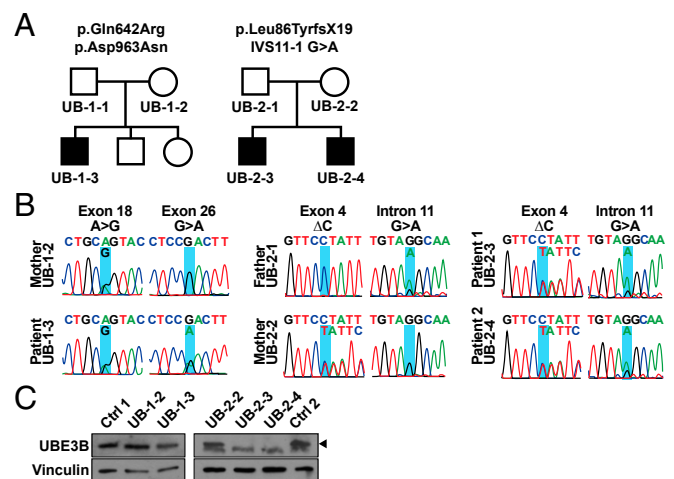 A
p.Gln642Arg
p.Asp963Asn
p.Leu86TyrfsX19
IVS11-1 G>A
UB-1-1
UB-1-2
UB-2-1
UB-2-2
UB-1-3
UB-2-3
UB-2-4
B
Exon 18
A>G
Exon 26
G>A
Exon 4
ΔC
Intron 11
G>A
Exon 4
ΔC
Intron 11
G>A
Mother
UB-1-2
CTGCAGTAC
G
CTCCGACTT
Father
UB-2-1
GTTCCTATT
TGTAGGCAA
A
Patient 1
UB-2-3
GTTCCTATT
TATTC
TGTAGGCAA
A
Patient
UB-1-3
CTGCAGTAC
G
CTCCGACTT
A
Mother
UB-2-2
GTTCCTATT
TATTC
TGTAGGCAA
Patient 2
UB-2-4
GTTCCTATT
TATTC
TGTAGGCAA
A
C
Ctrl 1
UB-1-2
UB-1-3
UB-2-2
UB-2-3
UB-2-4
Ctrl 2
UBE3B
Vinculin